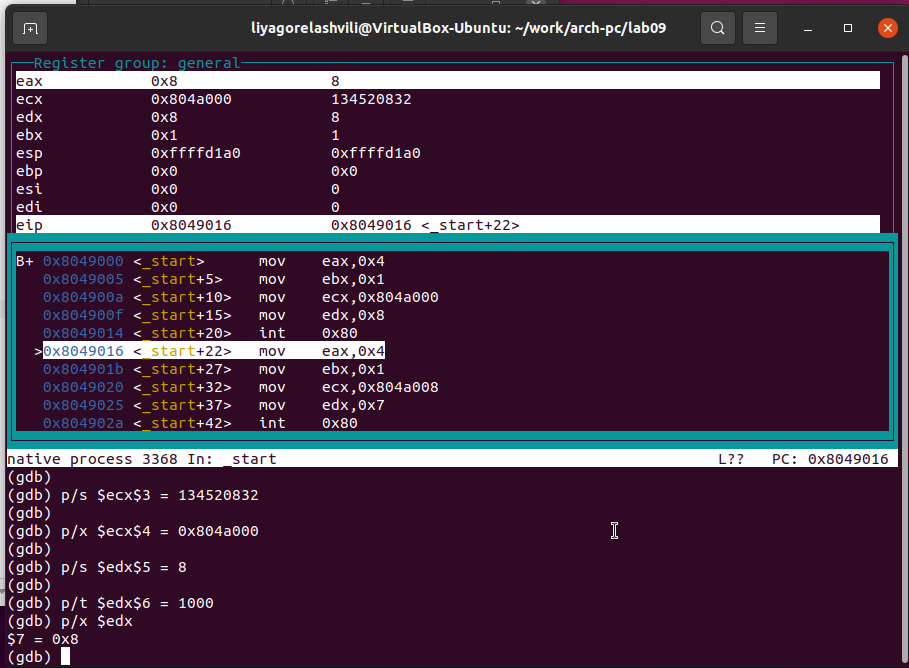 liyagorelashvili@VirtualBox-Ubuntu: ~/work/arch-pc/lab09
Register group: general
eax 0x8 8
ecx 0x804a000 134520832
edx 0x8 8
ebx 0x1 1
esp 0xffffd1a0 0xffffd1a0
ebp 0x0 0x0
esi 0x0 0
edi 0x0 0
eip 0x8049016 0x8049016 <_start+22>
B+ 0x8049000 <_start> mov eax,0x4
0x8049005 <_start+5> mov ebx,0x1
0x804900a <_start+10> mov ecx,0x804a000
0x804900f <_start+15> mov edx,0x8
0x8049014 <_start+20> int 0x80
>0x8049016 <_start+22> mov eax,0x4
0x804901b <_start+27> mov ebx,0x1
0x8049020 <_start+32> mov ecx,0x804a008
0x8049025 <_start+37> mov edx,0x7
0x804902a <_start+42> int 0x80
native process 3368 In: _start L?? PC: 0x8049016
(gdb)
(gdb) p/s $ecx$3 = 134520832
(gdb)
(gdb) p/x $ecx$4 = 0x804a000
(gdb)
(gdb) p/s $edx$5 = 8
(gdb)
(gdb) p/t $edx$6 = 1000
(gdb) p/x $edx
$7 = 0x8
(gdb)